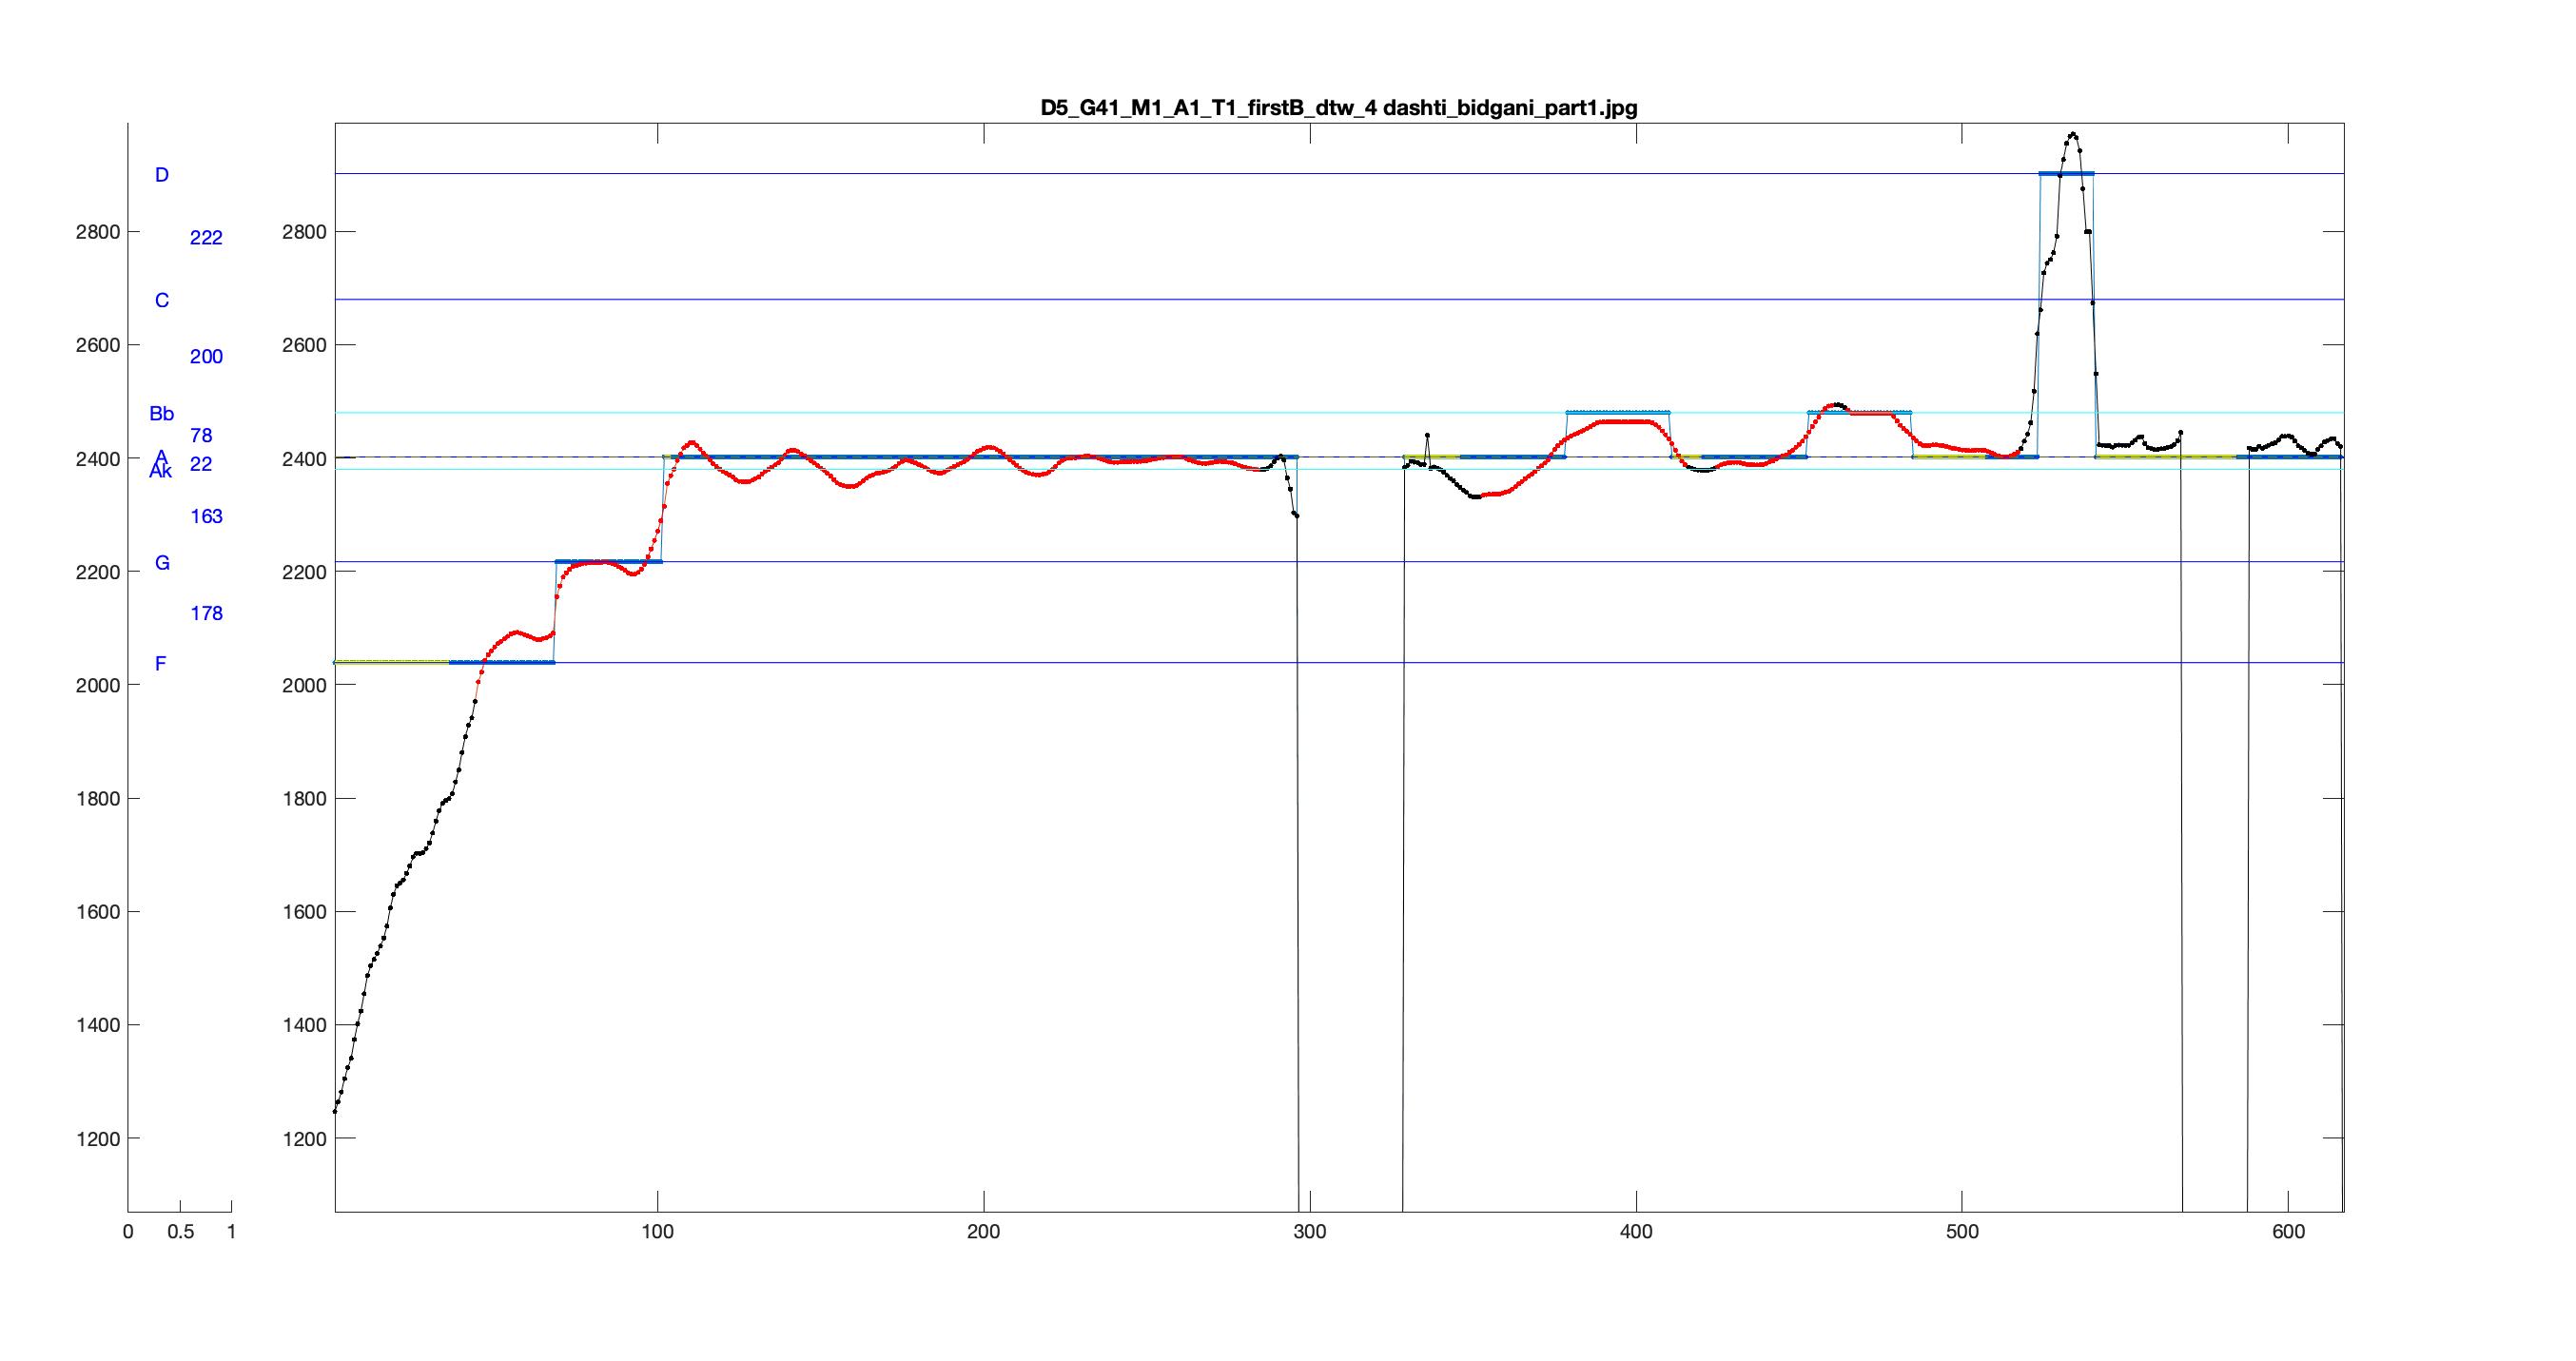 D5_G41_M1_A1_T1_firstB_dtw_4 dashti_bidgani_part1.jpg
D
2800 222 2800
C
2600 200 2600
Bb
78
2400 A 22 2400
Ak
163
G
2200 2200
178
F
2000 2000
1800 1800
1600 1600
1400 1400
1200 1200
0 0.5 1 100 200 300 400 500 600